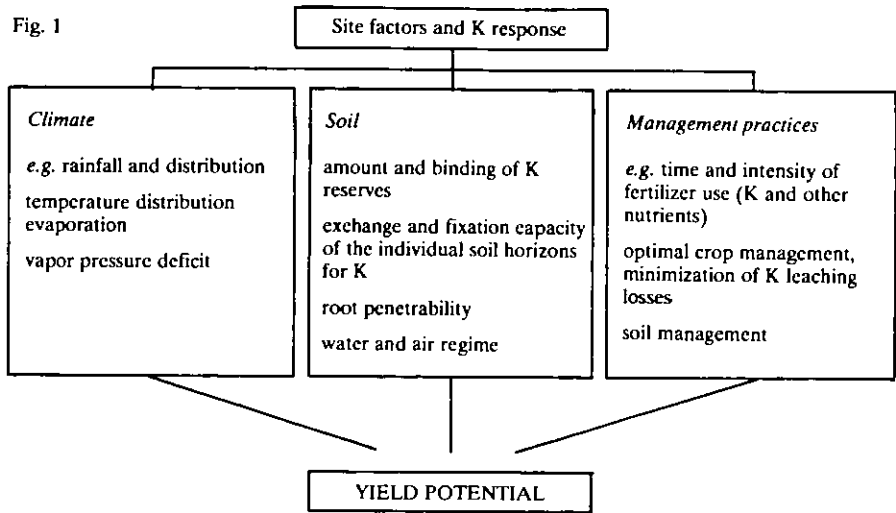 Fig. 1
Site factors and K response
Climate
e.g. rainfall and distribution
temperature distribution
evaporation
vapor pressure deficit
Soil
amount and binding of K
reserves
exchange and fixation capacity
of the individual soil horizons
for K
root penetrability
water and air regime
Management practices
e.g. time and intensity of
fertilizer use (K and other
nutrients)
optimal crop management,
minimization of K leaching
losses
soil management
YIELD POTENTIAL